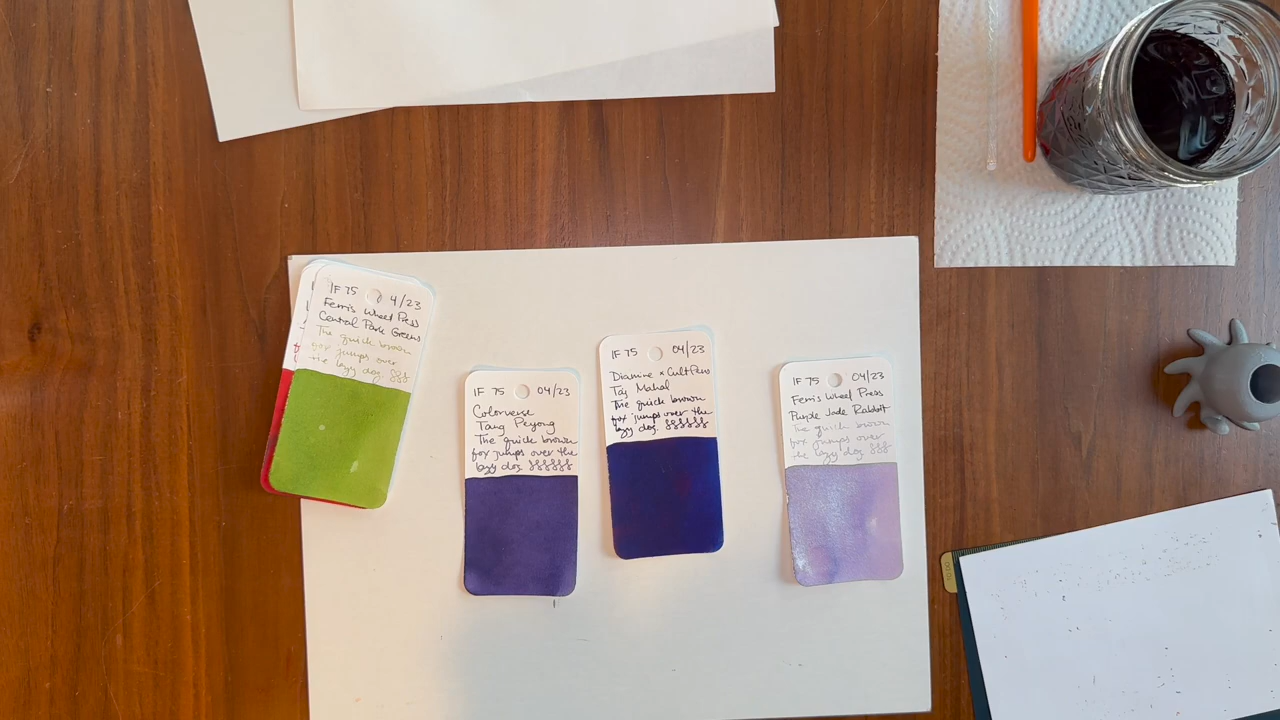 IF 75 4/23
Ferris Wheel Press
Central Park Greens
The quick brown
fox jumps over
the lazy dog.
IF 75 04/23
Colorverse
Tang Peyong
The quick brown
fox jumps over the
lazy dog.
IF 75 04/23
Diamine x Cult Pens
Taj Mahal
The quick brown
fox jumps over the
lazy dog.
IF 75 04/23
Ferris Wheel Press
Purple Jade Rabbit
The quick brown
fox jumps over
the lazy dog.
TO DO